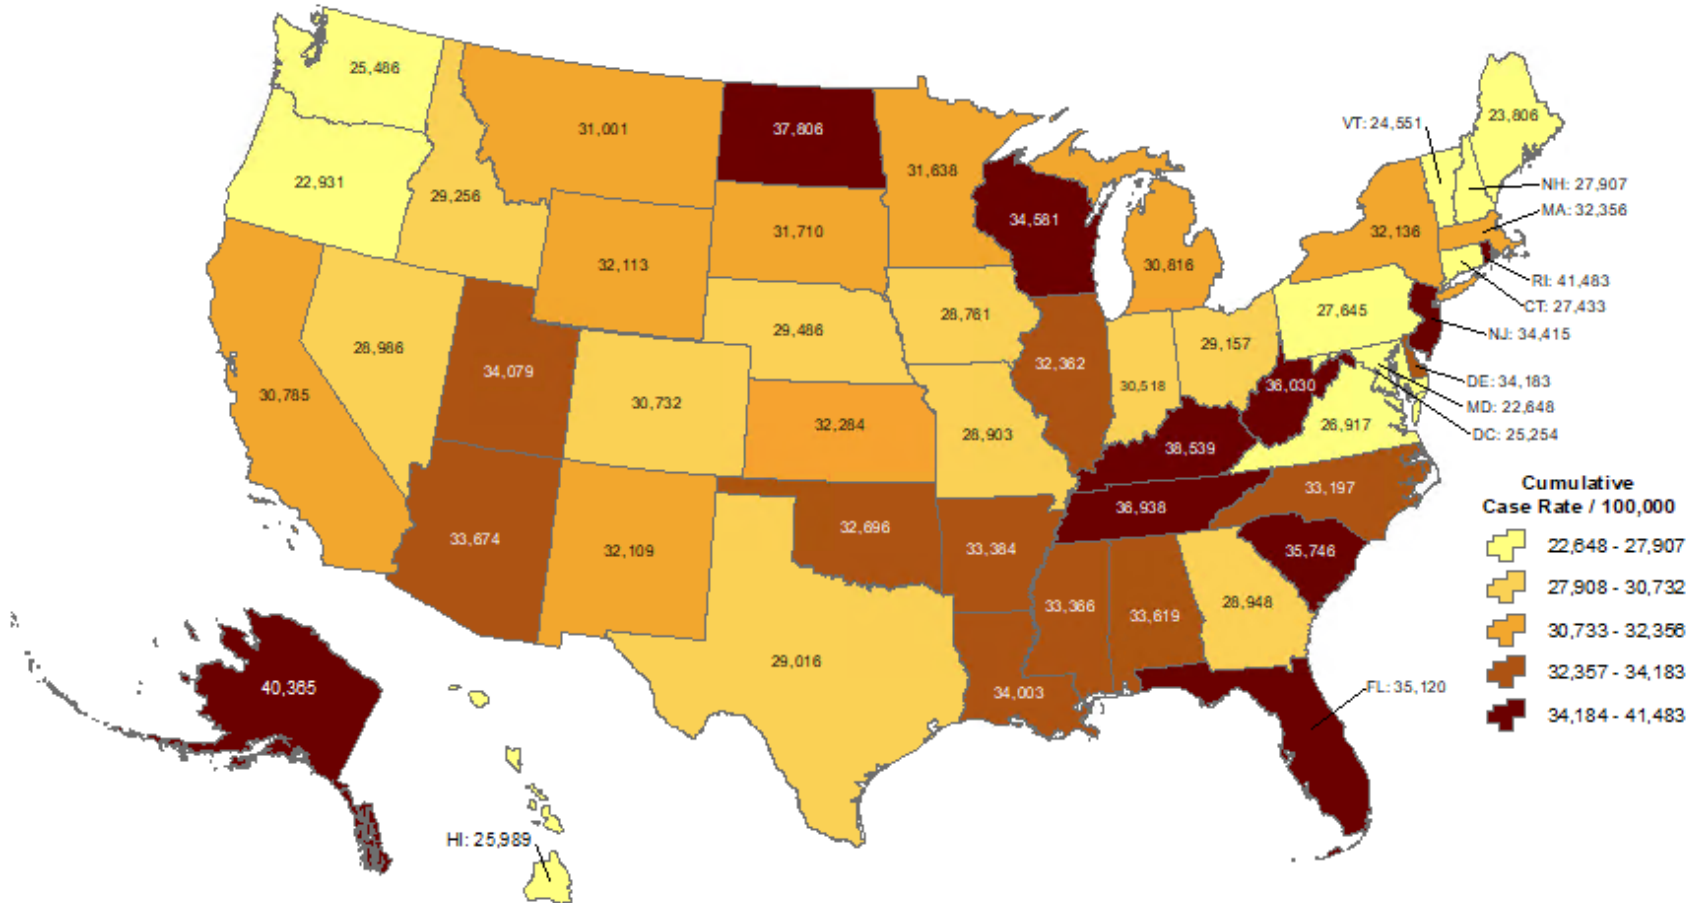 25,486
31,001
37,806
31,638
VT: 24,551
23,806
22,931
29,256
NH: 27,907
MA: 32,356
34,581
31,710
32,136
32,113
30,816
RI: 41,483
CT: 27,433
NJ: 34,415
28,986
29,486
28,761
27,645
29,157
34,079
32,362
30,785
30,732
30,518
36,030
DE: 34,183
MD: 22,648
DC: 25,254
32,284
28,903
26,917
38,539
Cumulative
Case Rate / 100,000
22,648 - 27,907
27,908 - 30,732
30,733 - 32,356
32,357 - 34,183
34,184 - 41,483
33,197
36,938
33,674
32,109
32,696
33,384
35,746
33,366
33,619
28,948
29,016
34,003
FL: 35,120
40,365
HI: 25,989